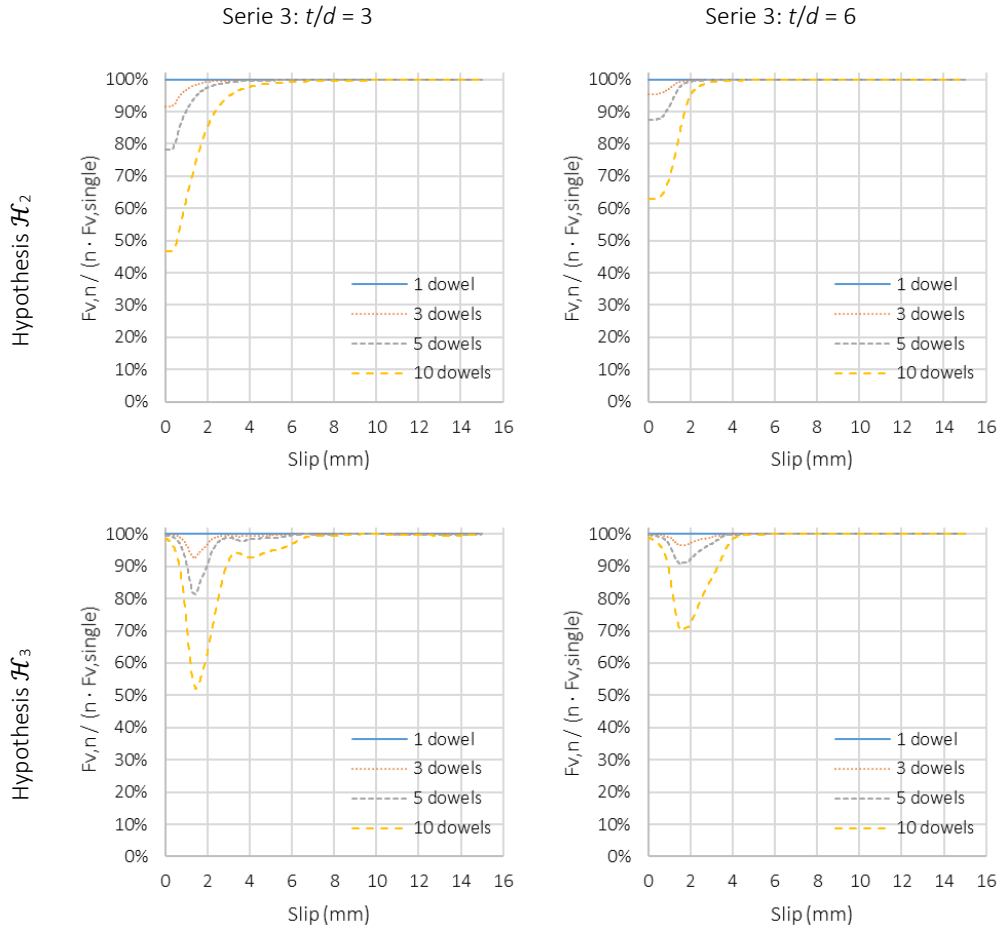 Serie 3: t/d = 3
Serie 3: t/d = 6
Hypothesis ℋ2
Fv,n / (n · Fv,single)
100%
90%
80%
70%
60%
50%
40%
30%
20%
10%
0%
1 dowel
3 dowels
5 dowels
10 dowels
0 2 4 6 8 10 12 14 16
Slip (mm)
Fv,n / (n · Fv,single)
100%
90%
80%
70%
60%
50%
40%
30%
20%
10%
0%
1 dowel
3 dowels
5 dowels
10 dowels
0 2 4 6 8 10 12 14 16
Slip (mm)
Hypothesis ℋ3
Fv,n / (n · Fv,single)
100%
90%
80%
70%
60%
50%
40%
30%
20%
10%
0%
1 dowel
3 dowels
5 dowels
10 dowels
0 2 4 6 8 10 12 14 16
Slip (mm)
Fv,n / (n · Fv,single)
100%
90%
80%
70%
60%
50%
40%
30%
20%
10%
0%
1 dowel
3 dowels
5 dowels
10 dowels
0 2 4 6 8 10 12 14 16
Slip (mm)